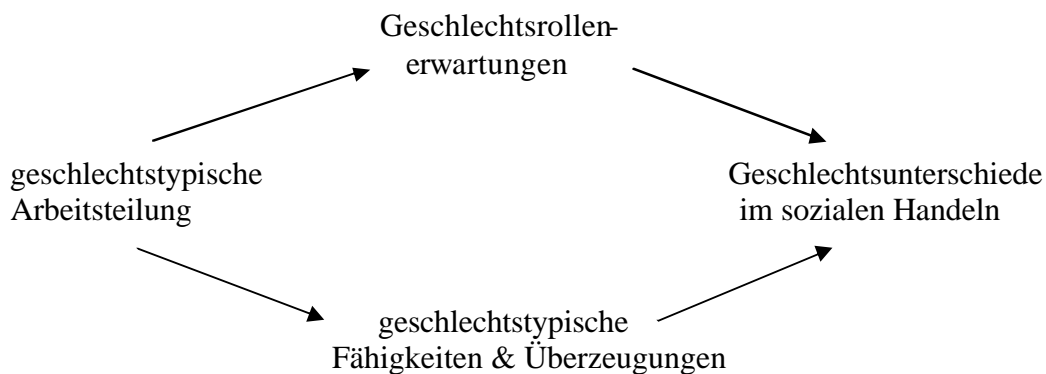 Geschlechtsrollen-
erwartungen
geschlechtstypische
Arbeitsteilung
Geschlechtsunterschiede
im sozialen Handeln
geschlechtstypische
Fähigkeiten & Überzeugungen